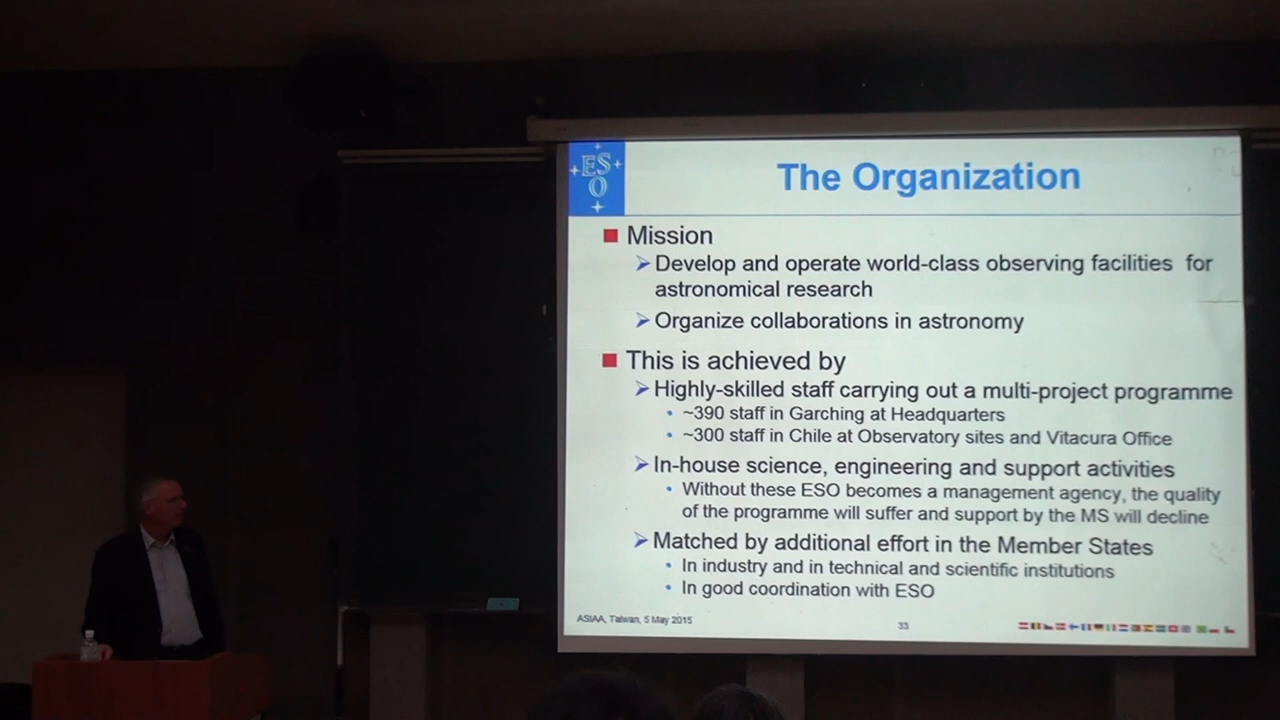 ESO
The Organization
Mission
Develop and operate world-class observing facilities for
astronomical research
Organize collaborations in astronomy
This is achieved by
Highly-skilled staff carrying out a multi-project programme
~390 staff in Garching at Headquarters
~300 staff in Chile at Observatory sites and Vitacura Office
In-house science, engineering and support activities
Without these ESO becomes a management agency, the quality
of the programme will suffer and support by the MS will decline
Matched by additional effort in the Member States
In industry and in technical and scientific institutions
In good coordination with ESO
ASIAA, Taiwan, 5 May 2015
33